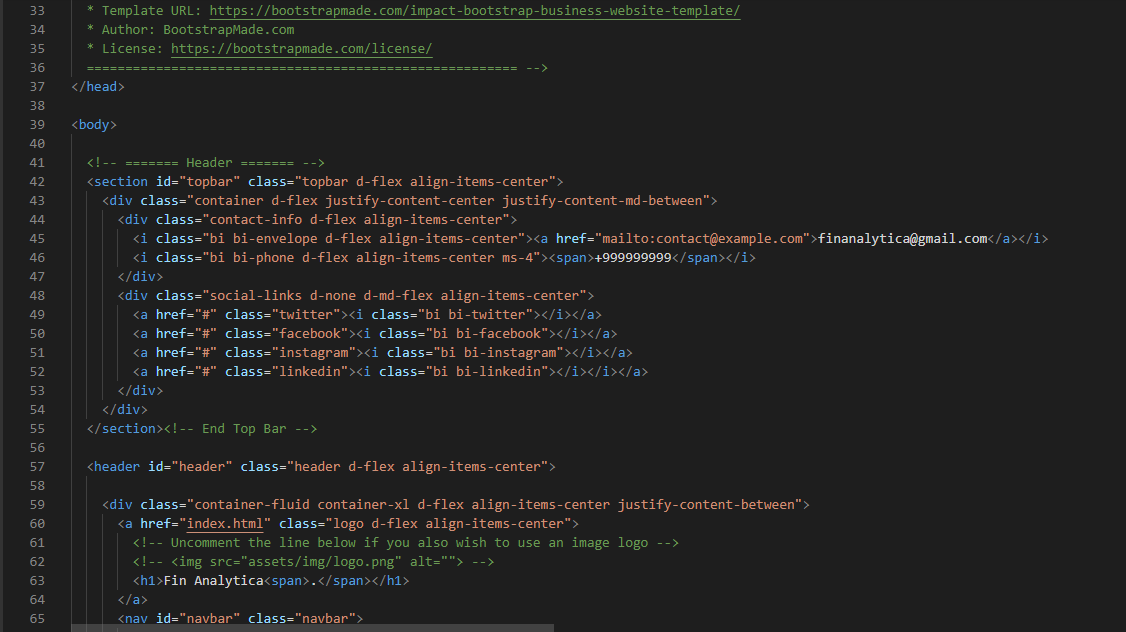 33 * Template URL: https://bootstrapmade.com/impact-bootstrap-business-website-template/
34 * Author: BootstrapMade.com
35 * License: https://bootstrapmade.com/license/
36 ======================================================== -->
37 </head>
38
39 <body>
40
41 <!-- ======= Header ======= -->
42 <section id="topbar" class="topbar d-flex align-items-center">
43 <div class="container d-flex justify-content-center justify-content-md-between">
44 <div class="contact-info d-flex align-items-center">
45 <i class="bi bi-envelope d-flex align-items-center"><a href="mailto:contact@example.com">finanalytica@gmail.com</a></i>
46 <i class="bi bi-phone d-flex align-items-center ms-4"><span>+999999999</span></i>
47 </div>
48 <div class="social-links d-none d-md-flex align-items-center">
49 <a href="#" class="twitter"><i class="bi bi-twitter"></i></a>
50 <a href="#" class="facebook"><i class="bi bi-facebook"></i></a>
51 <a href="#" class="instagram"><i class="bi bi-instagram"></i></a>
52 <a href="#" class="linkedin"><i class="bi bi-linkedin"></i></i></a>
53 </div>
54 </div>
55 </section><!-- End Top Bar -->
56
57 <header id="header" class="header d-flex align-items-center">
58
59 <div class="container-fluid container-xl d-flex align-items-center justify-content-between">
60 <a href="index.html" class="logo d-flex align-items-center">
61 <!-- Uncomment the line below if you also wish to use an image logo -->
62 <!-- <img src="assets/img/logo.png" alt=""> -->
63 <h1>Fin Analytica<span>.</span></h1>
64 </a>
65 <nav id="navbar" class="navbar">